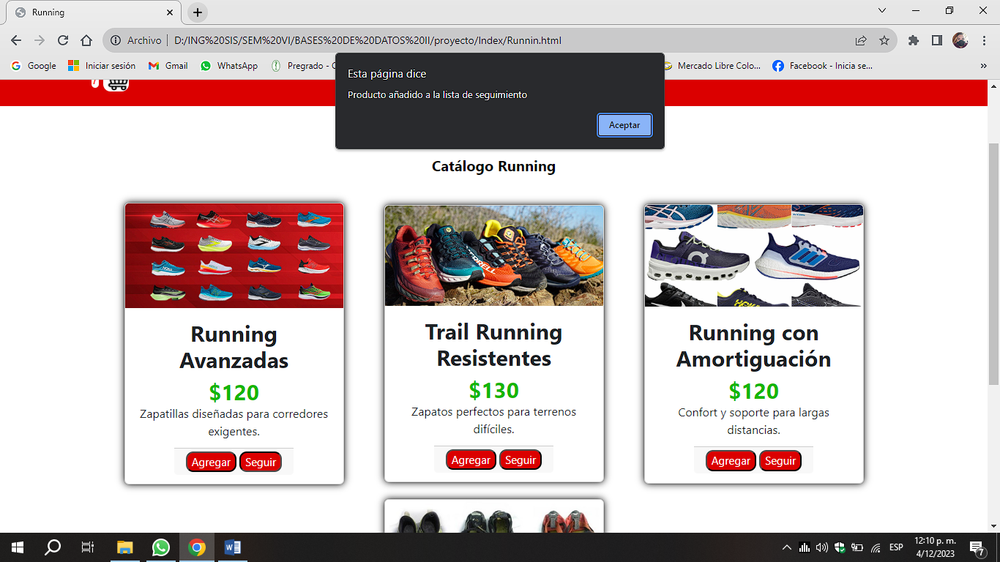 Running
Archivo
D:/ING%20SIS/SEM%20VI/BASES%20DE%20DATOS%20II/proyecto/Index/Runnin.html
Google
Iniciar sesión
Gmail
WhatsApp
Pregrado -
Mercado Libre Colo...
Facebook - Inicia se...
»
Esta página dice
Producto añadido a la lista de seguimiento
Aceptar
7
Catálogo Running
MERRELL
Running
Avanzadas
$120
Zapatillas diseñadas para corredores
exigentes.
Agregar Seguir
Trail Running
Resistentes
$130
Zapatos perfectos para terrenos
difíciles.
Agregar Seguir
Running con
Amortiguación
$120
Confort y soporte para largas
distancias.
Agregar Seguir
ESP
12:10 p. m.
4/12/2023
7